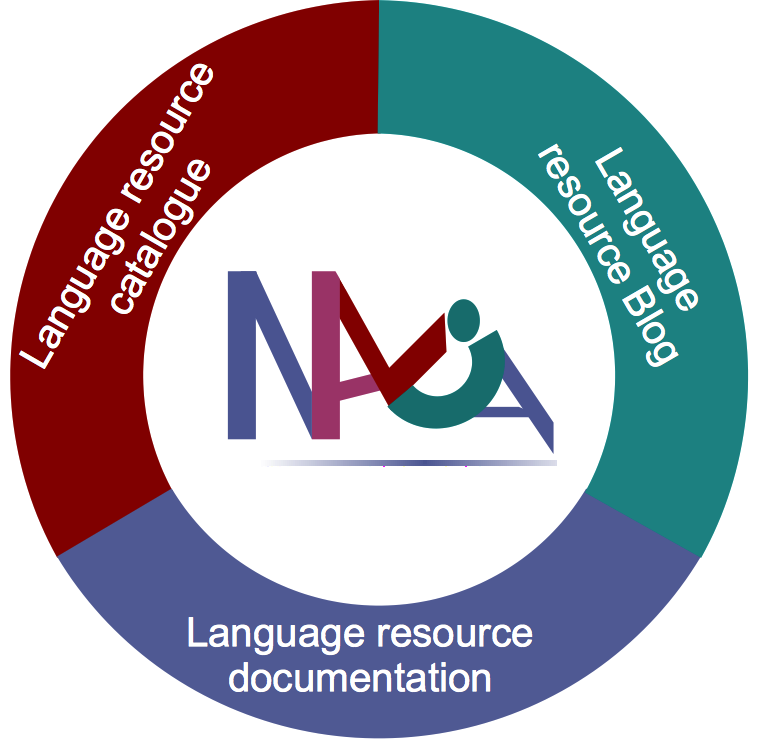 Language resource
catalogue
Language
resource Blog
Language resource
documentation